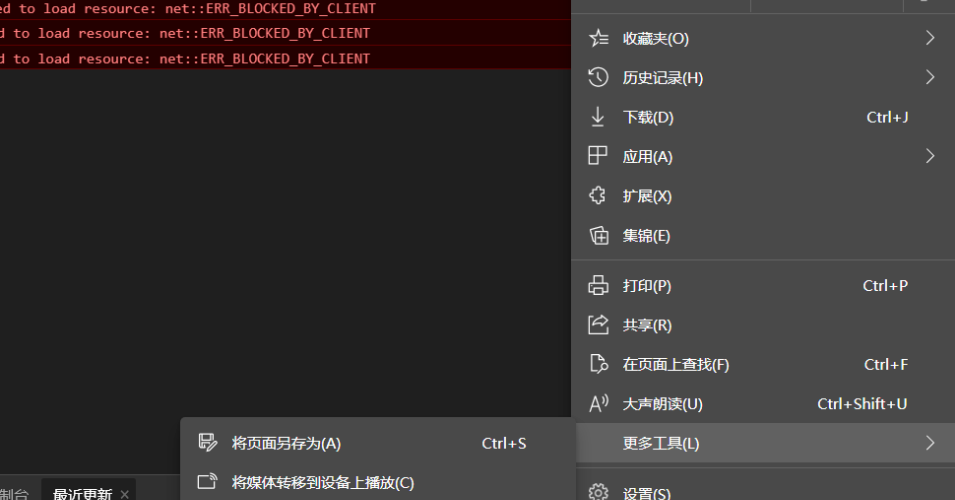 ed to load resource: net::ERR_BLOCKED_BY_CLIENT
d to load resource: net::ERR_BLOCKED_BY_CLIENT
d to load resource: net::ERR_BLOCKED_BY_CLIENT
收藏夹(O)
历史记录(H)
下载(D) Ctrl+J
应用(A)
扩展(X)
集锦(E)
打印(P) Ctrl+P
共享(R)
在页面上查找(F) Ctrl+F
大声朗读(U) Ctrl+Shift+U
更多工具(L)
将页面另存为(A) Ctrl+S
将媒体转移到设备上播放(C)
制台 最近更新 ×
设置(S)